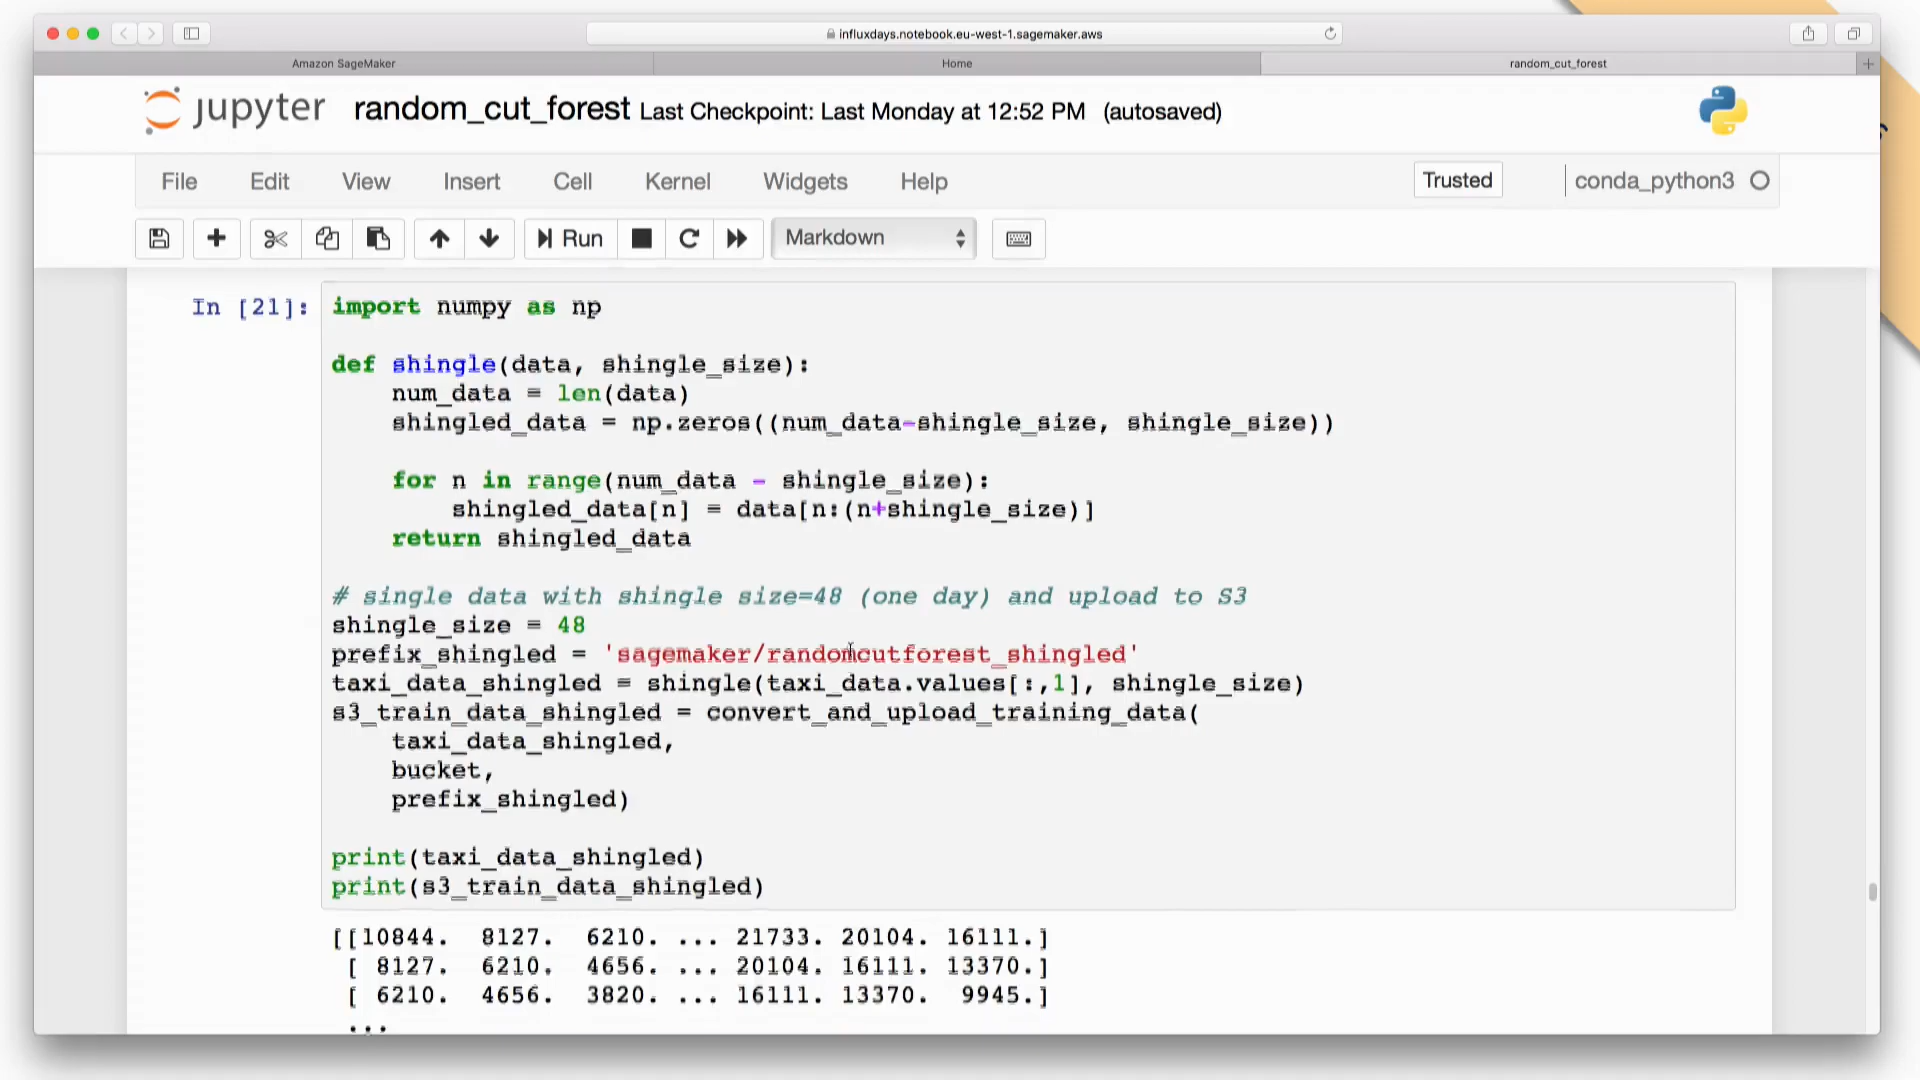 influxdays.notebook.eu-west-1.sagemaker.aws
Amazon SageMaker
Home
random_cut_forest
jupyter random_cut_forest Last Checkpoint: Last Monday at 12:52 PM (autosaved)
File Edit View Insert Cell Kernel Widgets Help Trusted conda_python3
Run Markdown
In [21]: import numpy as np
def shingle(data, shingle_size):
    num_data = len(data)
    shingled_data = np.zeros((num_data-shingle_size, shingle_size))
    for n in range(num_data - shingle_size):
        shingled_data[n] = data[n:(n+shingle_size)]
    return shingled_data
# single data with shingle size=48 (one day) and upload to S3
shingle_size = 48
prefix_shingled = 'sagemaker/randomcutforest_shingled'
taxi_data_shingled = shingle(taxi_data.values[:,1], shingle_size)
s3_train_data_shingled = convert_and_upload_training_data(
    taxi_data_shingled,
    bucket,
    prefix_shingled)
print(taxi_data_shingled)
print(s3_train_data_shingled)
[[10844.  8127.  6210. ... 21733. 20104. 16111.]
 [ 8127.  6210.  4656. ... 20104. 16111. 13370.]
 [ 6210.  4656.  3820. ... 16111. 13370.  9945.]
 ...